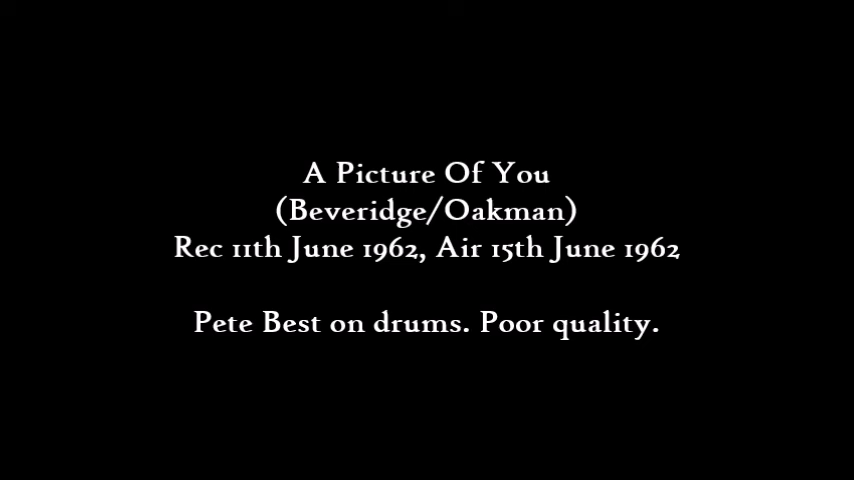 A Picture Of You
(Beveridge/Oakman)
Rec 11th June 1962, Air 15th June 1962
Pete Best on drums. Poor quality.